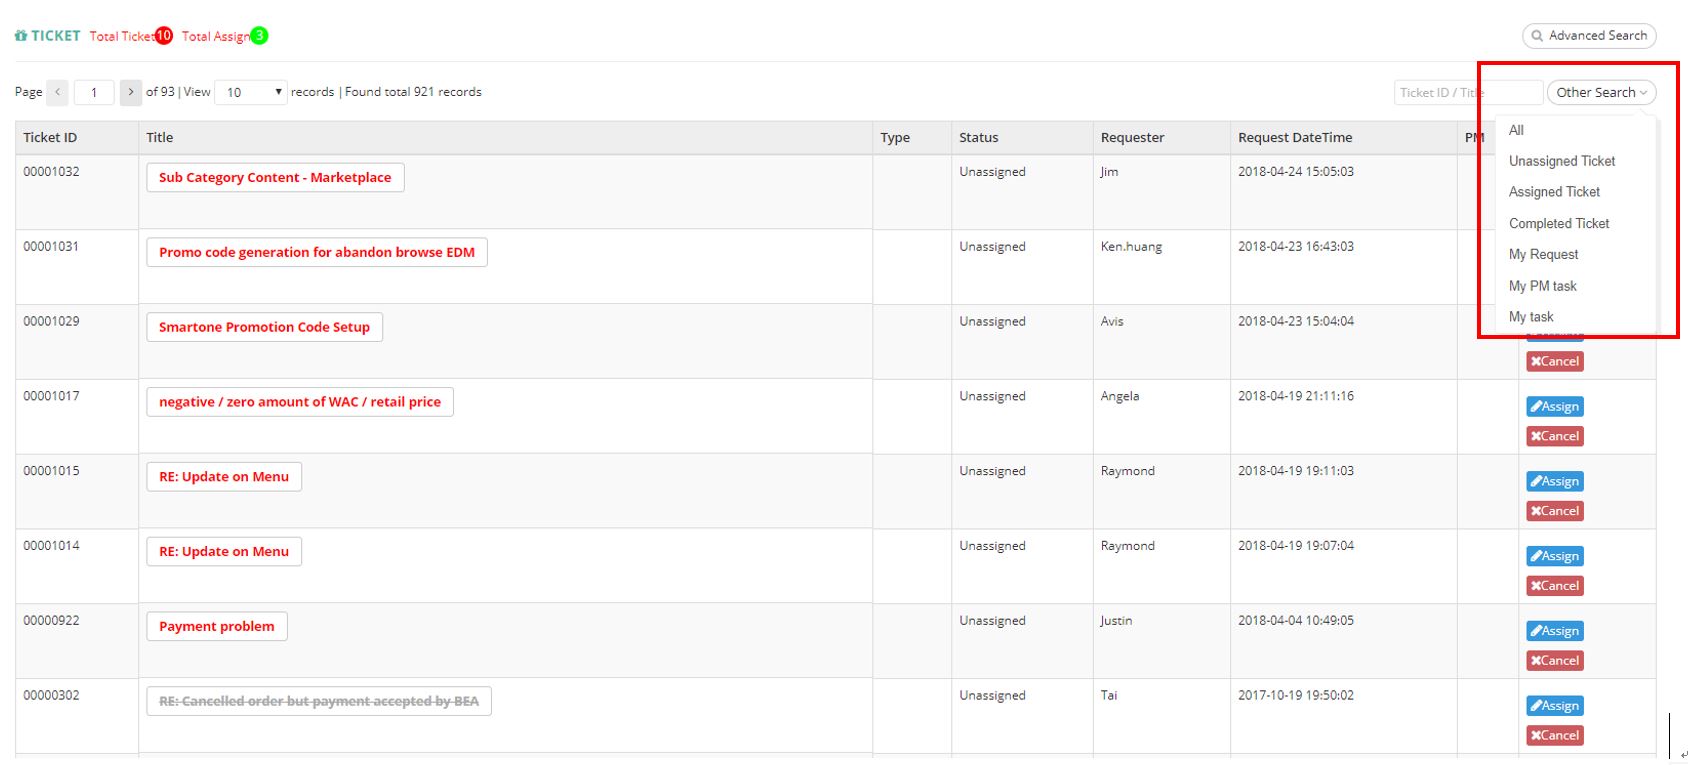 TICKET Total Ticket 10 Total Assign 3
Advanced Search
Page < 1 > of 93 | View 10 records | Found total 921 records
Ticket ID / Title
Other Search
Ticket ID Title Type Status Requester Request DateTime PM
All
Unassigned Ticket
Assigned Ticket
Completed Ticket
My Request
My PM task
My task
00001032 Sub Category Content - Marketplace Unassigned Jim 2018-04-24 15:05:03
00001031 Promo code generation for abandon browse EDM Unassigned Ken.huang 2018-04-23 16:43:03
00001029 Smartone Promotion Code Setup Unassigned Avis 2018-04-23 15:04:04
Cancel
00001017 negative / zero amount of WAC / retail price Unassigned Angela 2018-04-19 21:11:16
Assign
Cancel
00001015 RE: Update on Menu Unassigned Raymond 2018-04-19 19:11:03
Assign
Cancel
00001014 RE: Update on Menu Unassigned Raymond 2018-04-19 19:07:04
Assign
Cancel
00000922 Payment problem Unassigned Justin 2018-04-04 10:49:05
Assign
Cancel
00000302 RE: Cancelled order but payment accepted by BEA Unassigned Tai 2017-10-19 19:50:02
Assign
Cancel